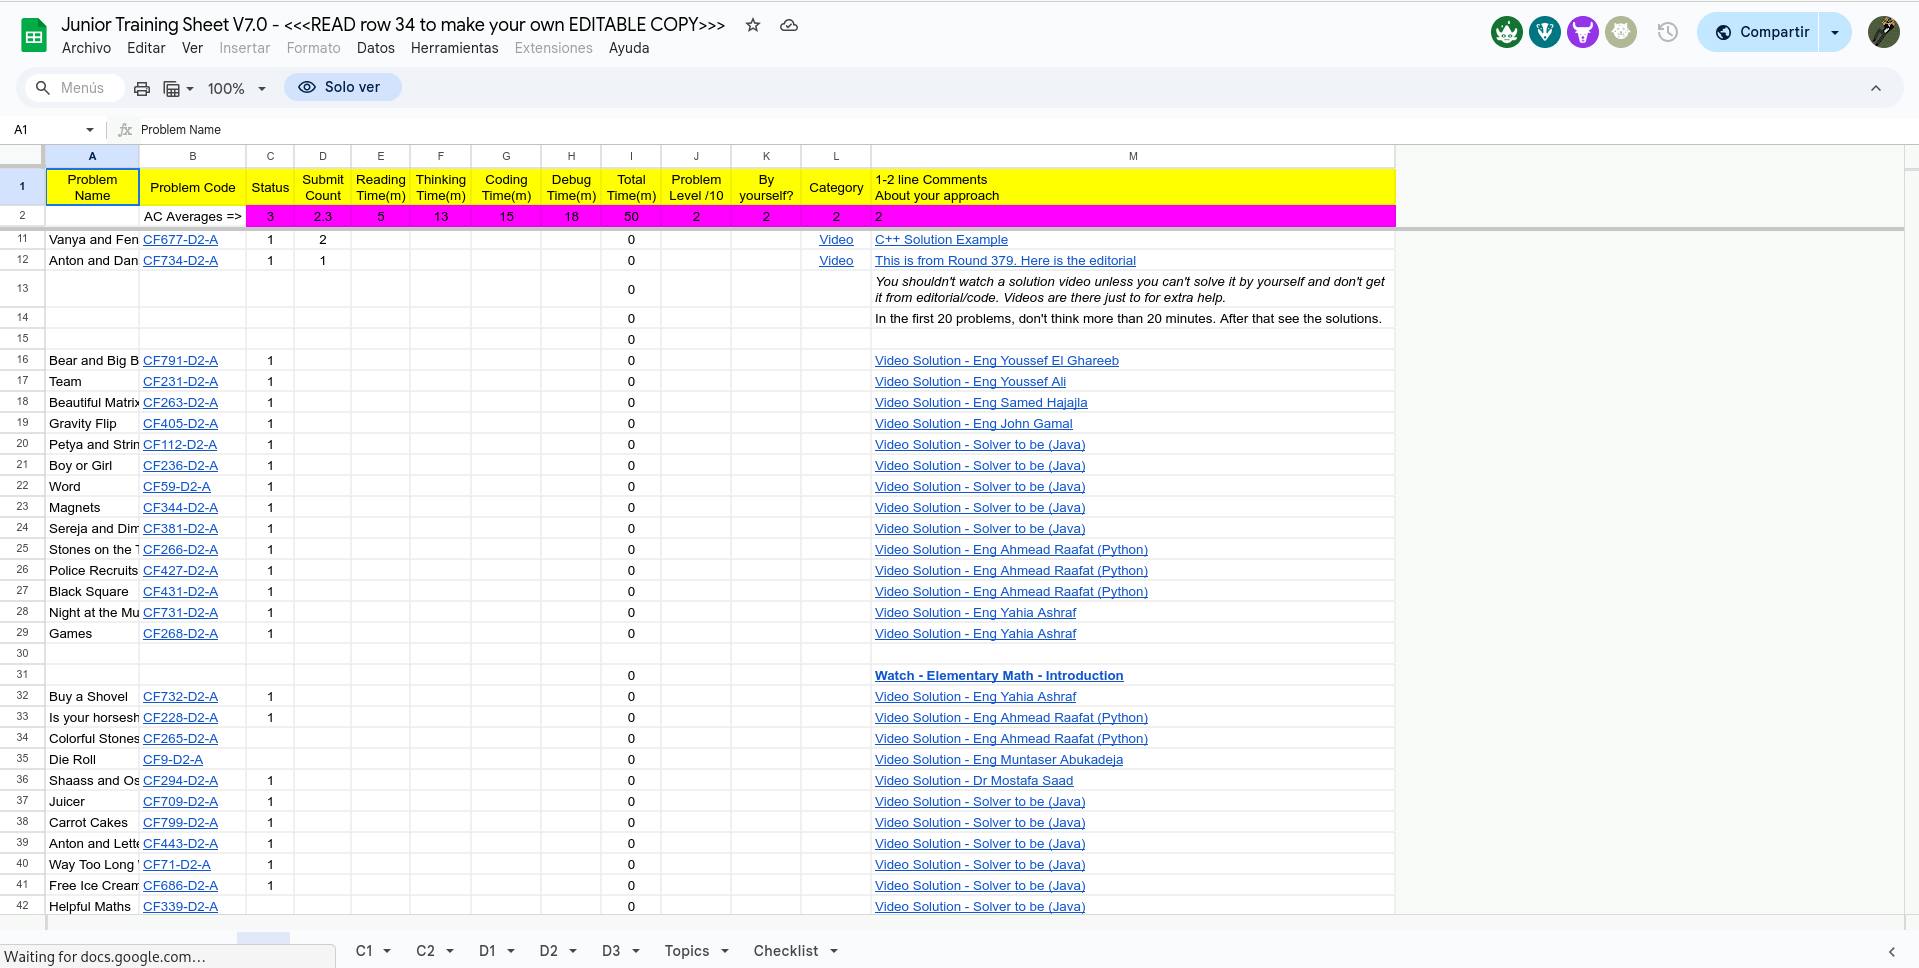 Junior Training Sheet V7.0 - <<<READ row 34 to make your own EDITABLE COPY>>>
Archivo Editar Ver Insertar Formato Datos Herramientas Extensiones Ayuda
Compartir
Menús 100% Solo ver
A1 fx Problem Name
A B C D E F G H I J K L M
1 Problem Name Problem Code Status Submit Count Reading Time(m) Thinking Time(m) Coding Time(m) Debug Time(m) Total Time(m) Problem Level /10 By yourself? Category 1-2 line Comments About your approach
2 AC Averages => 3 2.3 5 13 15 18 50 2 2 2 2
11 Vanya and Fen CF677-D2-A 1 2 0 Video C++ Solution Example
12 Anton and Dan CF734-D2-A 1 1 0 Video This is from Round 379. Here is the editorial
13 0 You shouldn't watch a solution video unless you can't solve it by yourself and don't get
it from editorial/code. Videos are there just to for extra help.
14 0 In the first 20 problems, don't think more than 20 minutes. After that see the solutions.
15 0
16 Bear and Big B CF791-D2-A 1 0 Video Solution - Eng Youssef El Ghareeb
17 Team CF231-D2-A 1 0 Video Solution - Eng Youssef Ali
18 Beautiful Matrix CF263-D2-A 1 0 Video Solution - Eng Samed Hajajla
19 Gravity Flip CF405-D2-A 1 0 Video Solution - Eng John Gamal
20 Petya and Strin CF112-D2-A 1 0 Video Solution - Solver to be (Java)
21 Boy or Girl CF236-D2-A 1 0 Video Solution - Solver to be (Java)
22 Word CF59-D2-A 1 0 Video Solution - Solver to be (Java)
23 Magnets CF344-D2-A 1 0 Video Solution - Solver to be (Java)
24 Sereja and Dim CF381-D2-A 1 0 Video Solution - Solver to be (Java)
25 Stones on the T CF266-D2-A 1 0 Video Solution - Eng Ahmead Raafat (Python)
26 Police Recruits CF427-D2-A 1 0 Video Solution - Eng Ahmead Raafat (Python)
27 Black Square CF431-D2-A 1 0 Video Solution - Eng Ahmead Raafat (Python)
28 Night at the Mu CF731-D2-A 1 0 Video Solution - Eng Yahia Ashraf
29 Games CF268-D2-A 1 0 Video Solution - Eng Yahia Ashraf
30
31 0 Watch - Elementary Math - Introduction
32 Buy a Shovel CF732-D2-A 1 0 Video Solution - Eng Yahia Ashraf
33 Is your horsesh CF228-D2-A 1 0 Video Solution - Eng Ahmead Raafat (Python)
34 Colorful Stones CF265-D2-A 0 Video Solution - Eng Ahmead Raafat (Python)
35 Die Roll CF9-D2-A 0 Video Solution - Eng Muntaser Abukadeja
36 Shaass and Os CF294-D2-A 1 0 Video Solution - Dr Mostafa Saad
37 Juicer CF709-D2-A 1 0 Video Solution - Solver to be (Java)
38 Carrot Cakes CF799-D2-A 1 0 Video Solution - Solver to be (Java)
39 Anton and Lette CF443-D2-A 1 0 Video Solution - Solver to be (Java)
40 Way Too Long CF71-D2-A 1 0 Video Solution - Solver to be (Java)
41 Free Ice Cream CF686-D2-A 1 0 Video Solution - Solver to be (Java)
42 Helpful Maths CF339-D2-A 0 Video Solution - Solver to be (Java)
C1 C2 D1 D2 D3 Topics Checklist
Waiting for docs.google.com…